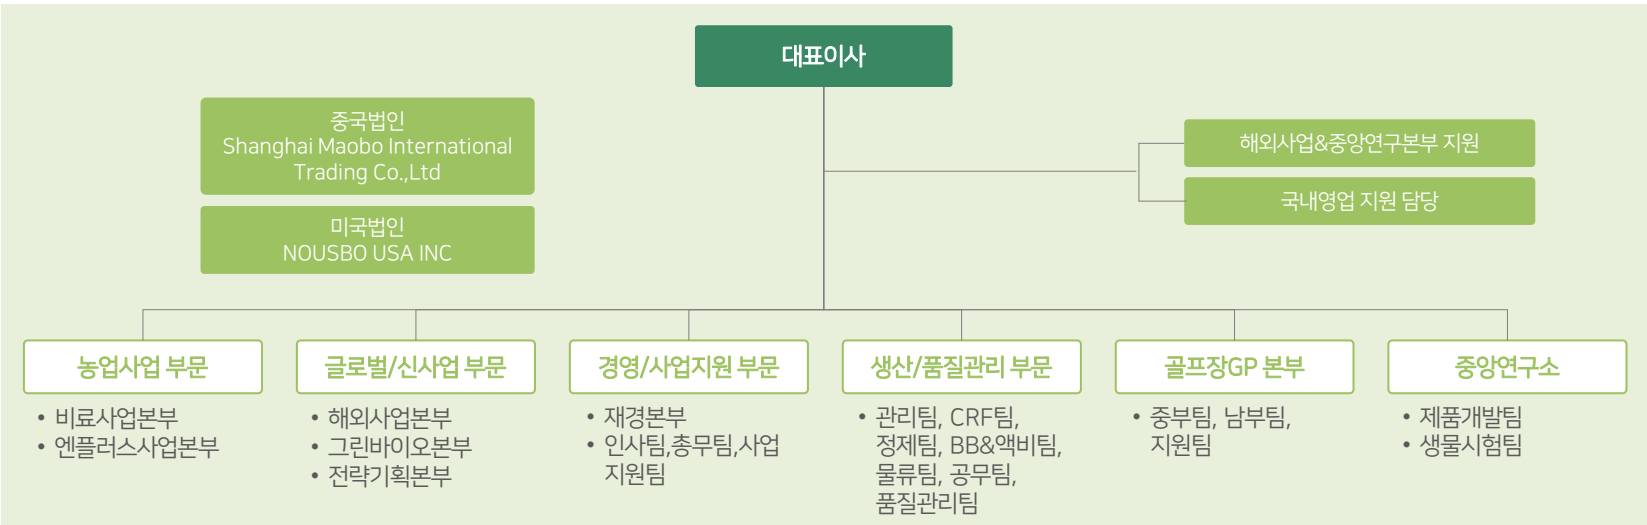 대표이사
중국법인
Shanghai Maobo International
Trading Co.,Ltd
미국법인
NOUSBO USA INC
해외사업&중앙연구본부 지원
국내영업 지원 담당
농업사업 부문
• 비료사업본부
• 엔플러스사업본부
글로벌/신사업 부문
• 해외사업본부
• 그린바이오본부
• 전략기획본부
경영/사업지원 부문
• 재경본부
• 인사팀,총무팀,사업
지원팀
생산/품질관리 부문
• 관리팀, CRF팀,
정제팀, BB&액비팀,
물류팀, 공무팀,
품질관리팀
골프장GP 본부
• 중부팀, 남부팀,
지원팀
중앙연구소
• 제품개발팀
• 생물시험팀